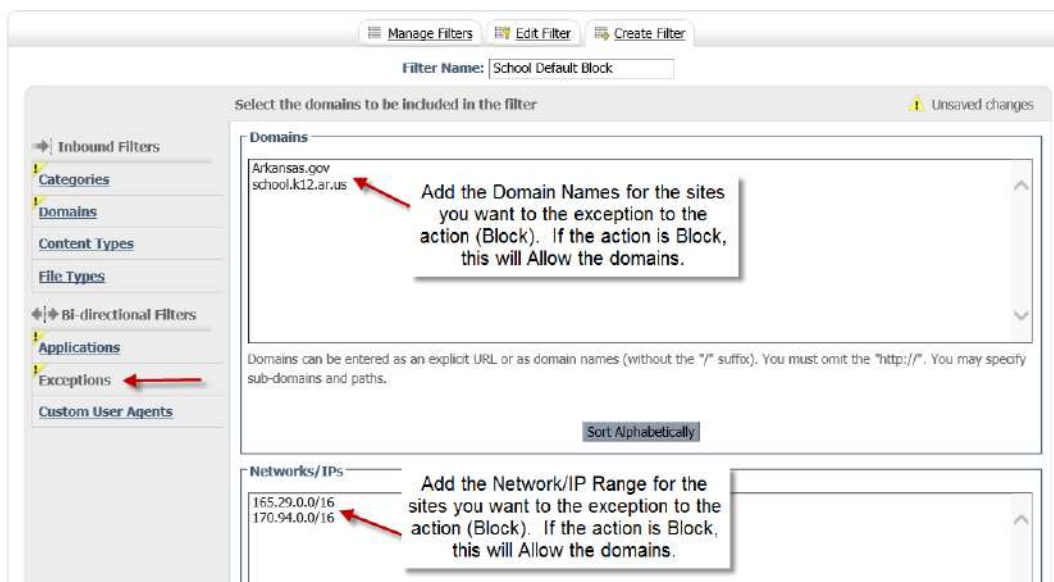 Manage Filters Edit Filter Create Filter
Filter Name: School Default Block
Select the domains to be included in the filter
Unsaved changes
Inbound Filters
Categories
Domains
Content Types
File Types
Bi-directional Filters
Applications
Exceptions
Custom User Agents
Domains
Arkansas.gov
school.k12.ar.us
Add the Domain Names for the sites
you want to the exception to the
action (Block). If the action is Block,
this will Allow the domains.
Domains can be entered as an explicit URL or as domain names (without the "/" suffix). You must omit the "http://". You may specify
sub-domains and paths.
Sort Alphabetically
Networks/IPs
165.29.0.0/16
170.94.0.0/16
Add the Network/IP Range for the
sites you want to the exception to the
action (Block). If the action is Block,
this will Allow the domains.